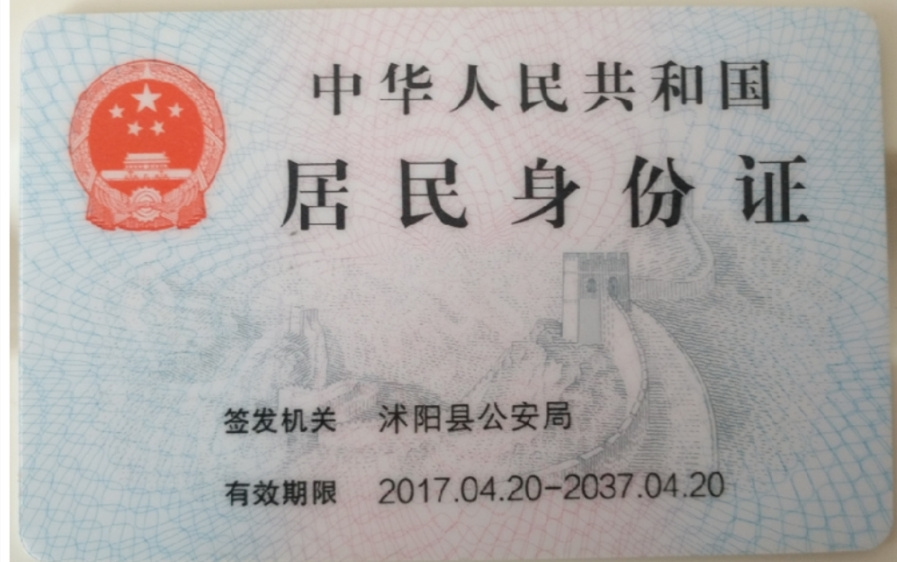 中华人民共和国
居民身份证
签发机关 沭阳县公安局
有效期限 2017.04.20-2037.04.20